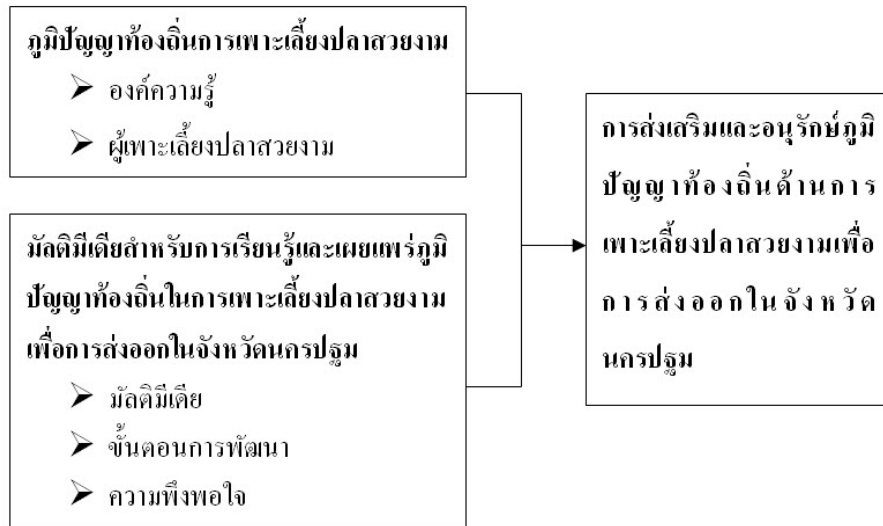 ภูมิปัญญาท้องถิ่นการเพาะเลี้ยงปลาสวยงาม
➢ องค์ความรู้
➢ ผู้เพาะเลี้ยงปลาสวยงาม
มัลติมีเดียสำหรับการเรียนรู้และเผยแพร่ภูมิ
ปัญญาท้องถิ่นในการเพาะเลี้ยงปลาสวยงาม
เพื่อการส่งออกในจังหวัดนครปฐม
➢ มัลติมีเดีย
➢ ขั้นตอนการพัฒนา
➢ ความพึงพอใจ
การส่งเสริมและอนุรักษ์ภูมิ
ปัญญาท้องถิ่นด้านการ
เพาะเลี้ยงปลาสวยงามเพื่อ
การส่งออกในจังหวัด
นครปฐม